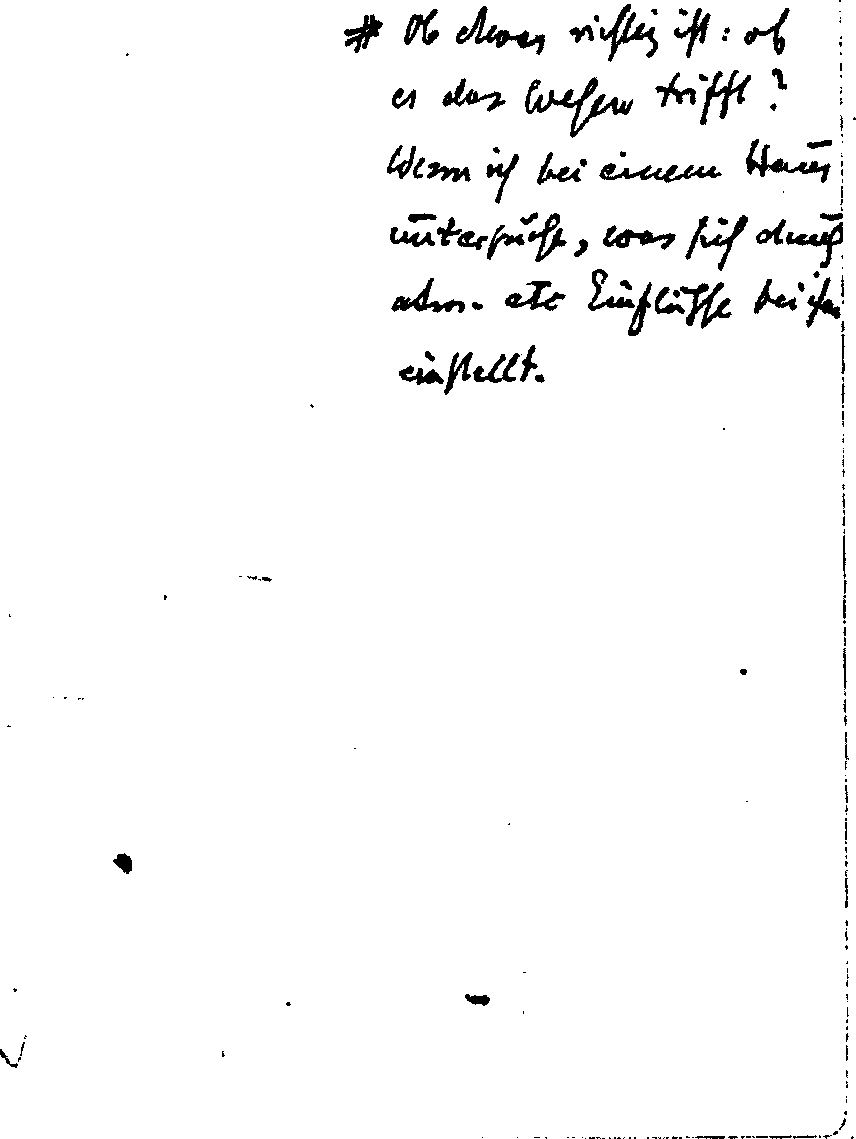 # Ob etwas richtig ist: ob
es das Wesen trifft?
Wenn ich bei einem Haus
untersuche, was sich durch
atm. etc Einflüsse bei ihm
einstellt.